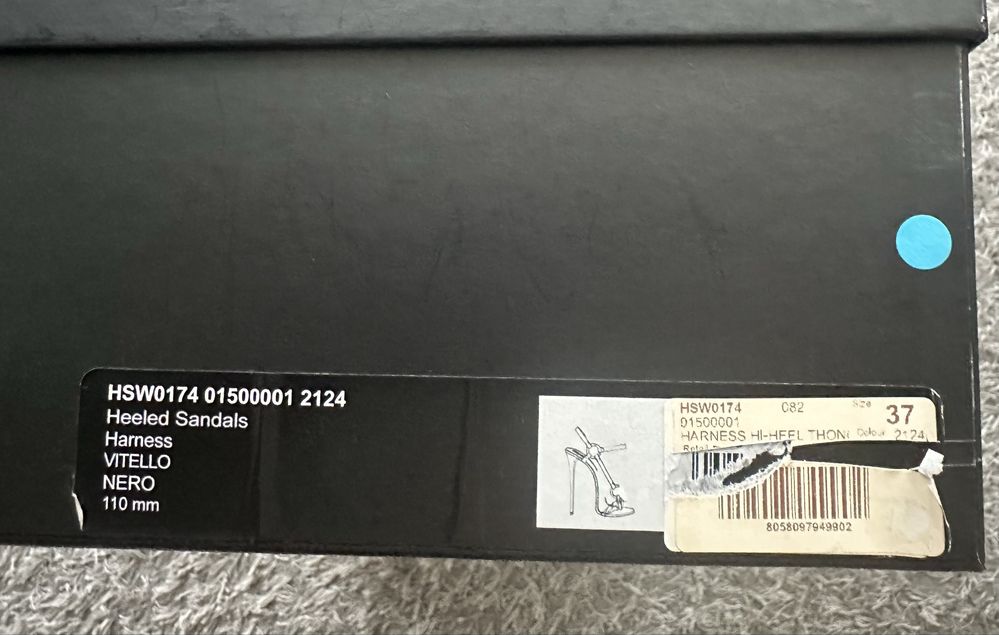 HSW0174 01500001 2124
Heeled Sandals
Harness
VITELLO
NERO
110 mm
HSW0174 082 Size 37
01500001
HARNESS HI-HEEL THON Colour 2124
Retail
8058097949902